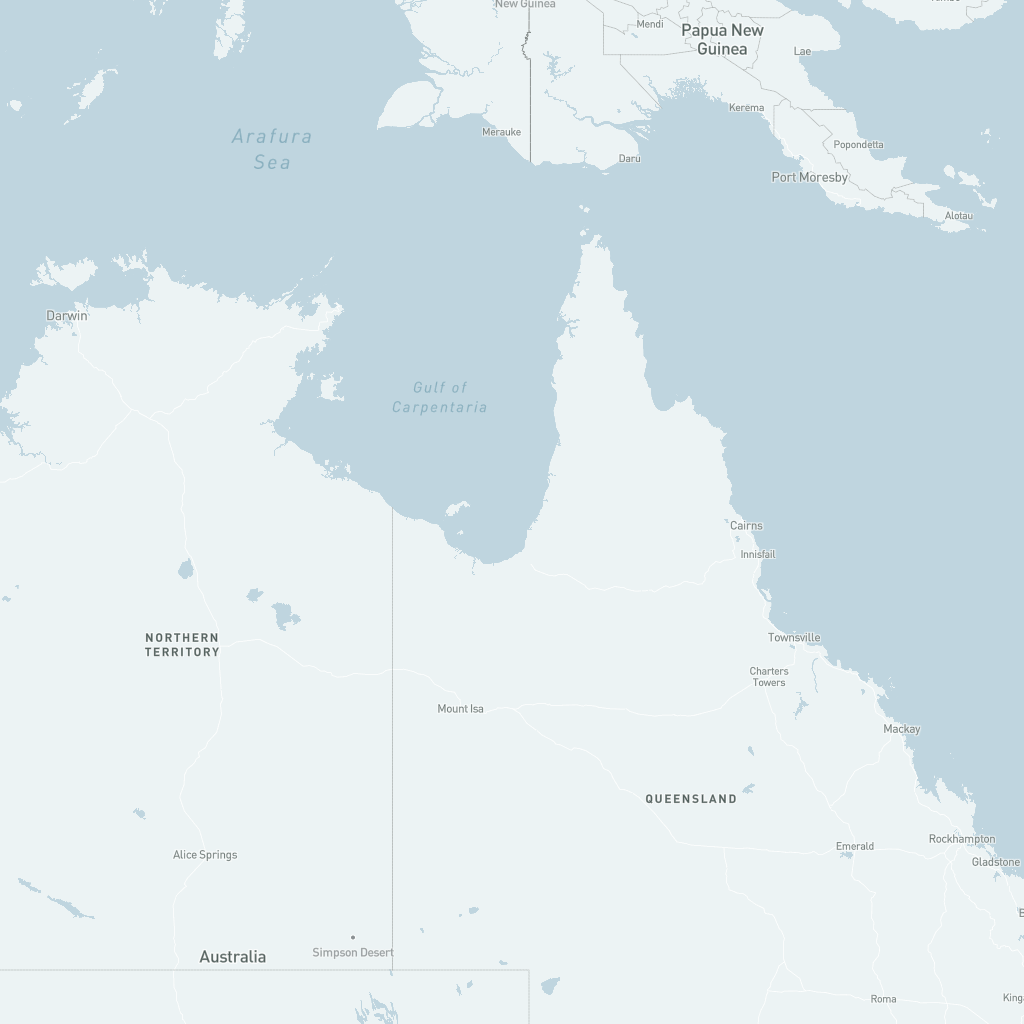 New Guinea
Mendi
Papua New
Guinea
Lae
Kerema
Merauke
Daru
Popondetta
Port Moresby
Alotau
Arafura
Sea
Darwin
Gulf of
Carpentaria
Cairns
Innisfail
NORTHERN
TERRITORY
Townsville
Charters
Towers
Mount Isa
Mackay
QUEENSLAND
Rockhampton
Emerald
Gladstone
Alice Springs
Simpson Desert
Australia
Roma